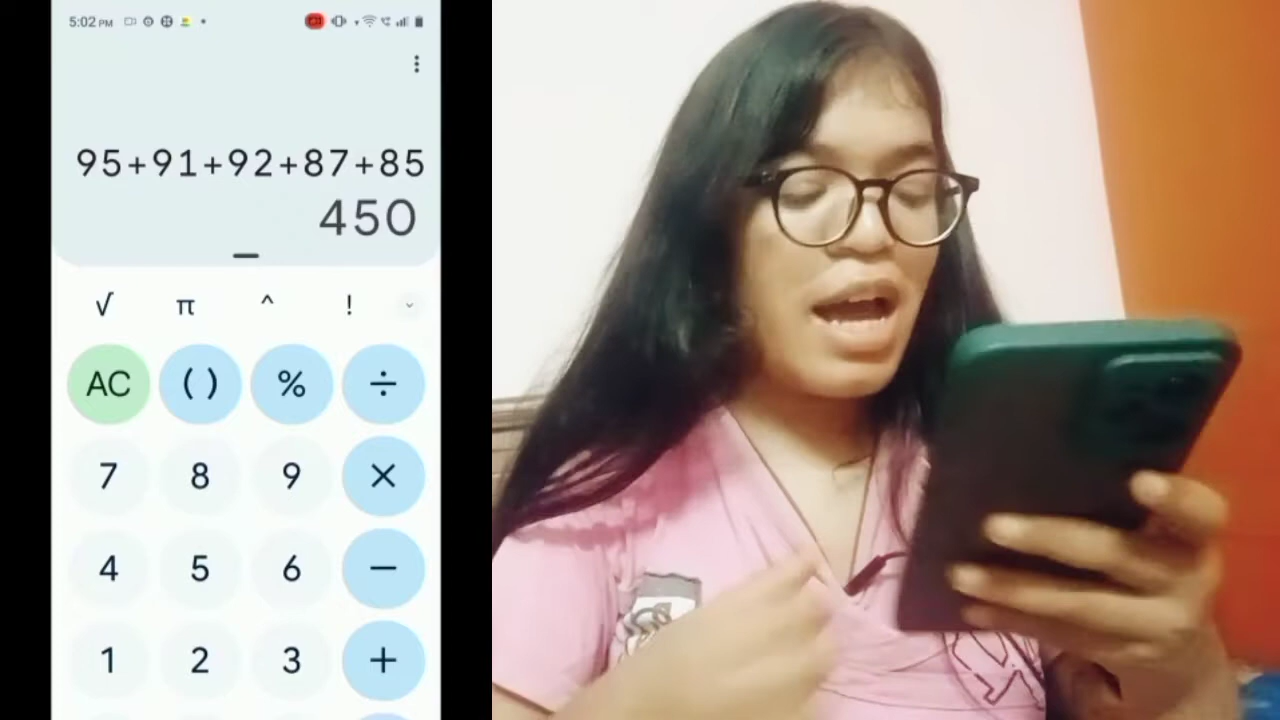 5:02 PM
95+91+92+87+85
450
√ π ^ !
AC ( ) % ÷
7 8 9 ×
4 5 6 −
1 2 3 +